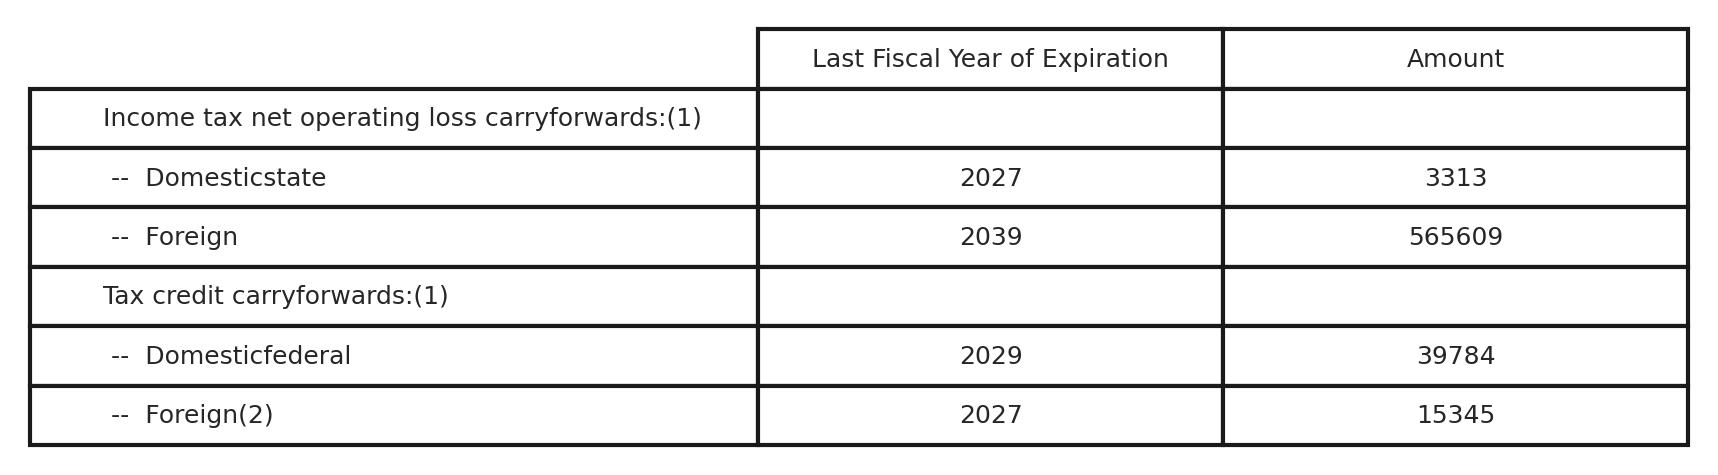 Last Fiscal Year of Expiration Amount
Income tax net operating loss carryforwards:(1)
-- Domesticstate 2027 3313
-- Foreign 2039 565609
Tax credit carryforwards:(1)
-- Domesticfederal 2029 39784
-- Foreign(2) 2027 15345